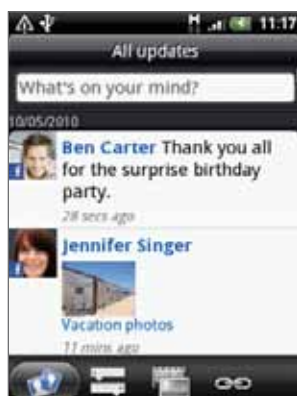 H 11:17
All updates
What's on your mind?
10/05/2010
Ben Carter Thank you all
for the surprise birthday
party.
28 secs ago
Jennifer Singer
Vacation photos
11 mins ago